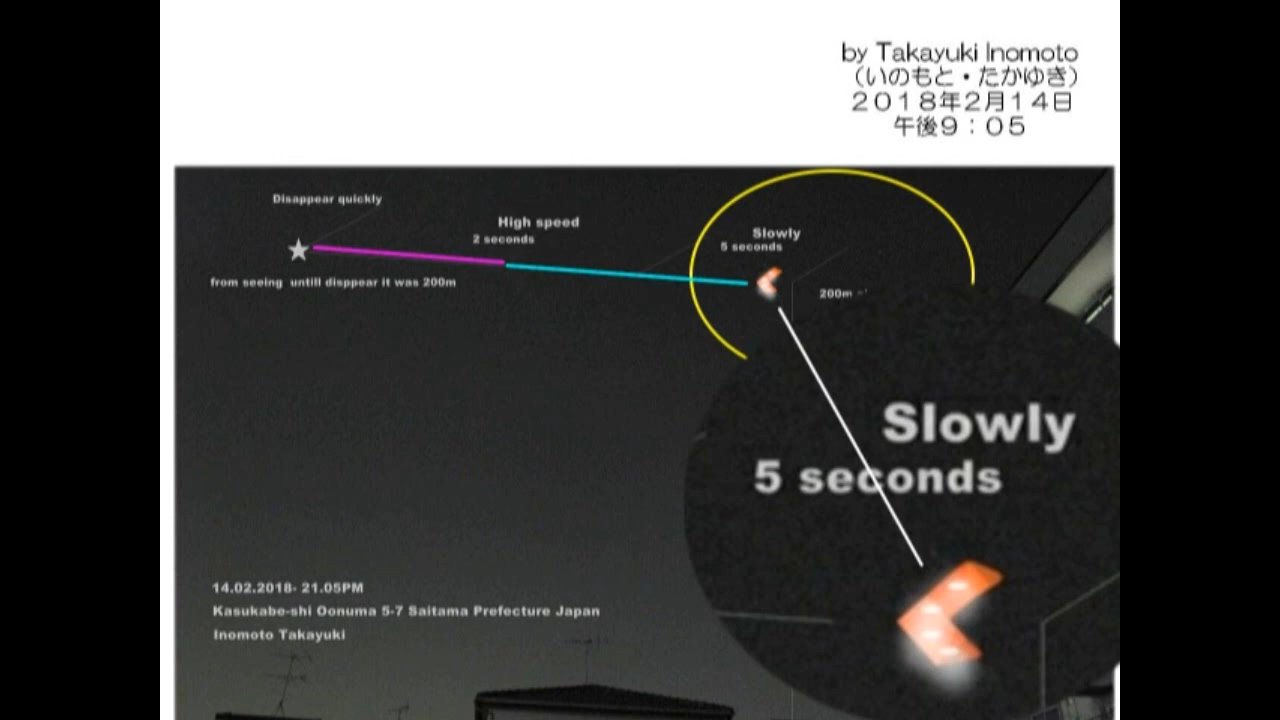 by Takayuki Inomoto
（いのもと・たかゆき）
２０１８年２月１４日
午後９：０５
Disappear quickly
High speed
2 seconds
Slowly
5 seconds
from seeing untill disppear it was 200m
200m
Slowly
5 seconds
14.02.2018- 21.05PM
Kasukabe-shi Oonuma 5-7 Saitama Prefecture Japan
Inomoto Takayuki